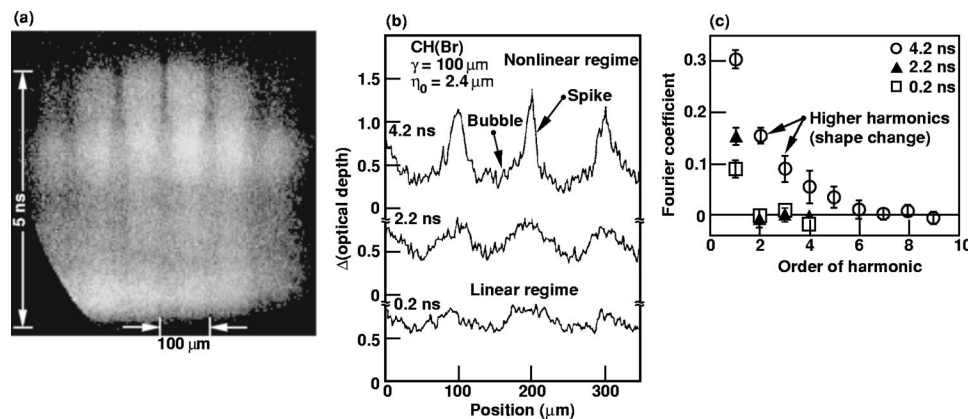 (a)
5 ns
100 μm
(b)
CH(Br)
γ = 100 μm
η0 = 2.4 μm
Nonlinear regime
Bubble
Spike
4.2 ns
2.2 ns
0.2 ns
Linear regime
1.5
1.0
0.5
0
0.5
0
0.5
0
0
100
200
300
Position (μm)
Δ(optical depth)
(c)
4.2 ns
2.2 ns
0.2 ns
Higher harmonics
(shape change)
0.3
0.2
0.1
0
0
2
4
6
8
10
Order of harmonic
Fourier coefficient